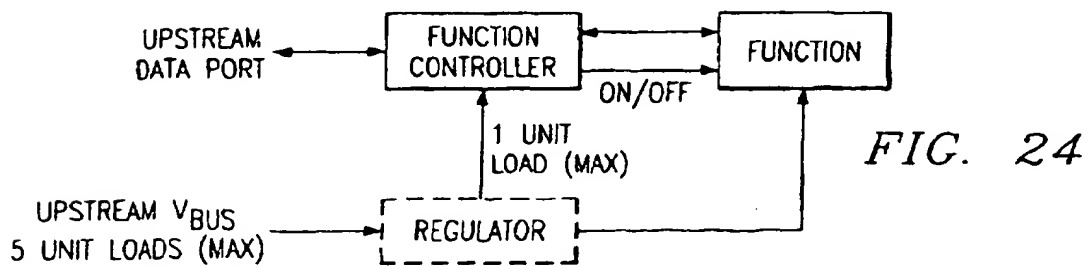 UPSTREAM
DATA PORT
FUNCTION
CONTROLLER
FUNCTION
ON/OFF
1 UNIT
LOAD (MAX)
FIG. 24
UPSTREAM VBUS
5 UNIT LOADS (MAX)
REGULATOR